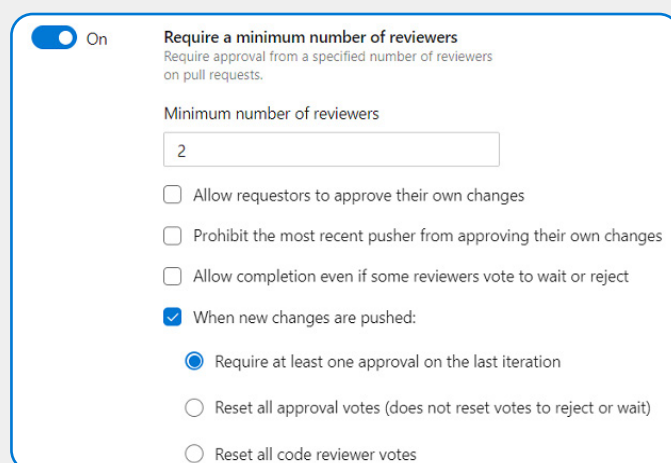 On
Require a minimum number of reviewers
Require approval from a specified number of reviewers
on pull requests.
Minimum number of reviewers
2
Allow requestors to approve their own changes
Prohibit the most recent pusher from approving their own changes
Allow completion even if some reviewers vote to wait or reject
When new changes are pushed:
Require at least one approval on the last iteration
Reset all approval votes (does not reset votes to reject or wait)
Reset all code reviewer votes